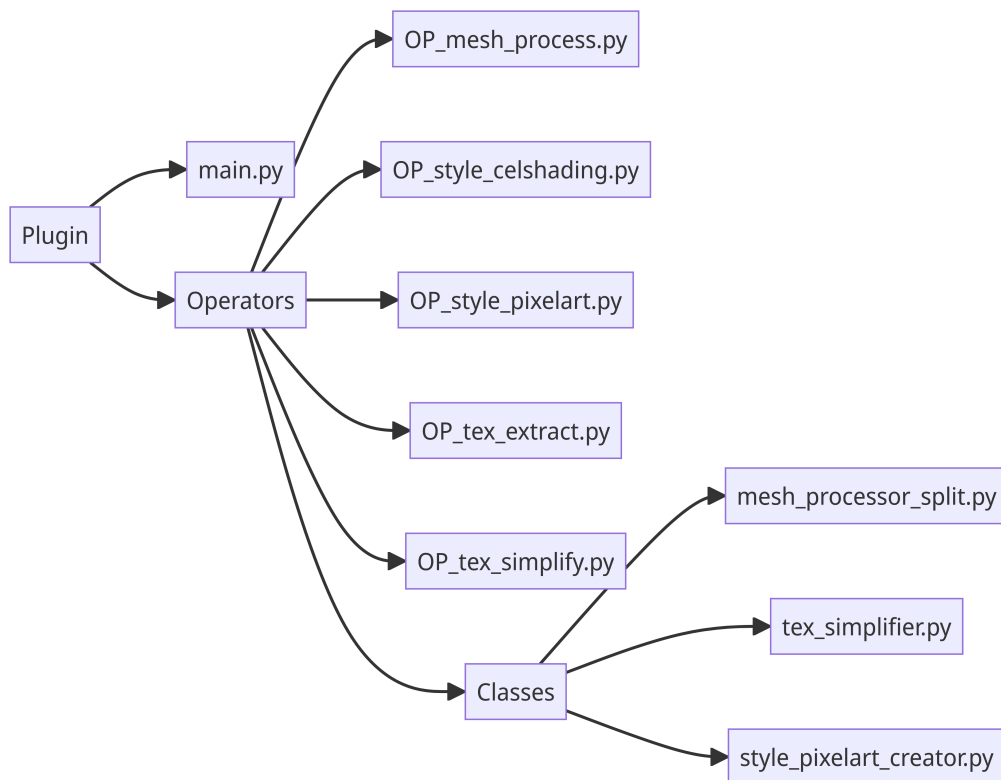 OP_mesh_process.py
main.py
OP_style_celshading.py
Plugin
Operators
OP_style_pixelart.py
OP_tex_extract.py
mesh_processor_split.py
OP_tex_simplify.py
tex_simplifier.py
Classes
style_pixelart_creator.py